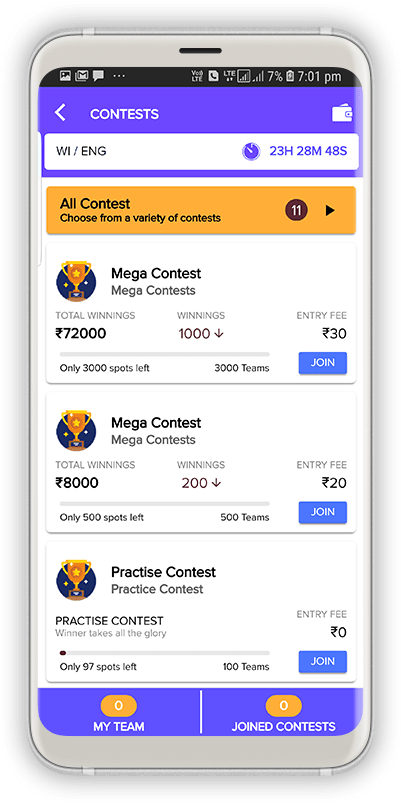 Vo)) LTE LTE 7% 7:01 pm
CONTESTS
WI / ENG 23H 28M 48S
All Contest
Choose from a variety of contests
11
Mega Contest
Mega Contests
TOTAL WINNINGS WINNINGS ENTRY FEE
₹72000 1000 ↓ ₹30
Only 3000 spots left 3000 Teams JOIN
Mega Contest
Mega Contests
TOTAL WINNINGS WINNINGS ENTRY FEE
₹8000 200 ↓ ₹20
Only 500 spots left 500 Teams JOIN
Practise Contest
Practice Contest
PRACTISE CONTEST ENTRY FEE
Winner takes all the glory ₹0
Only 97 spots left 100 Teams JOIN
0 0
MY TEAM JOINED CONTESTS